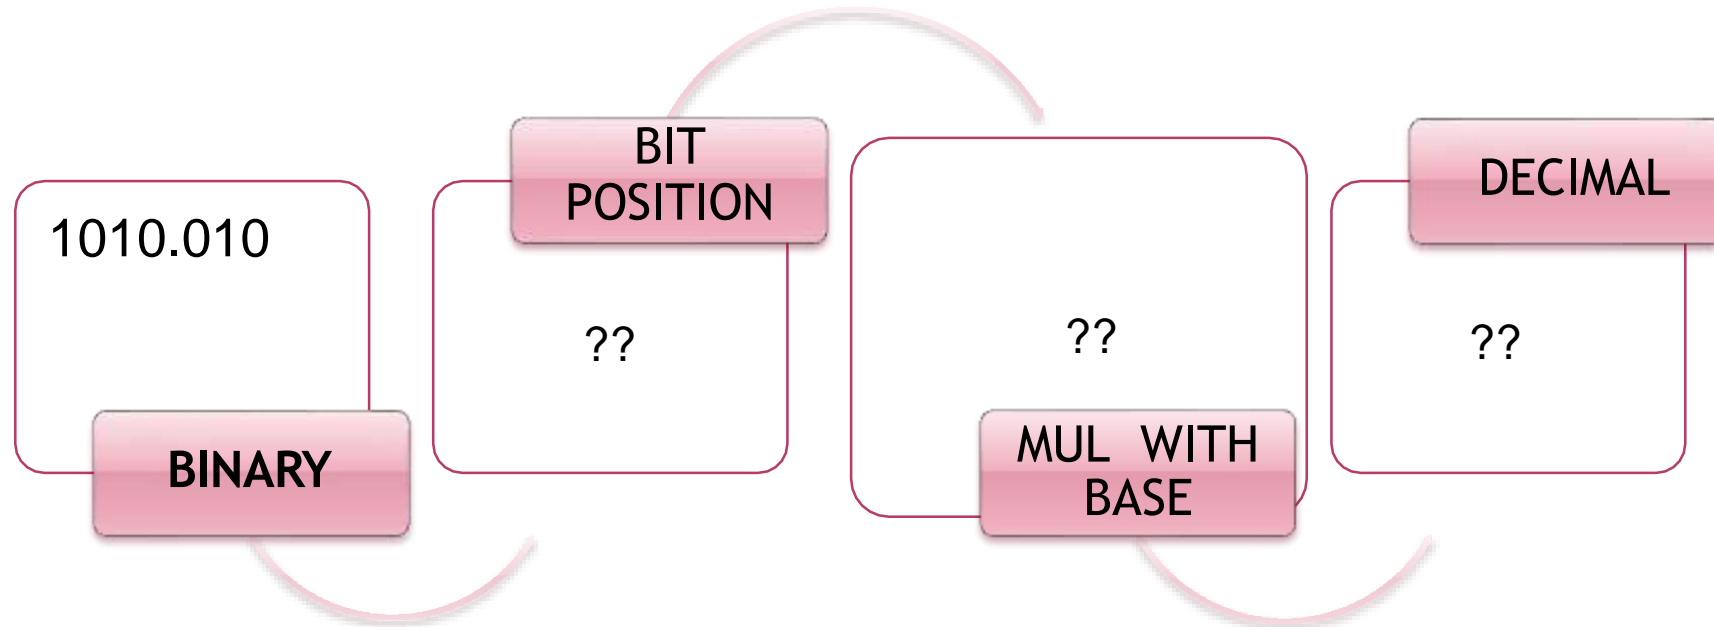 1010.010
BINARY
BIT
POSITION
??
??
MUL WITH
BASE
DECIMAL
??